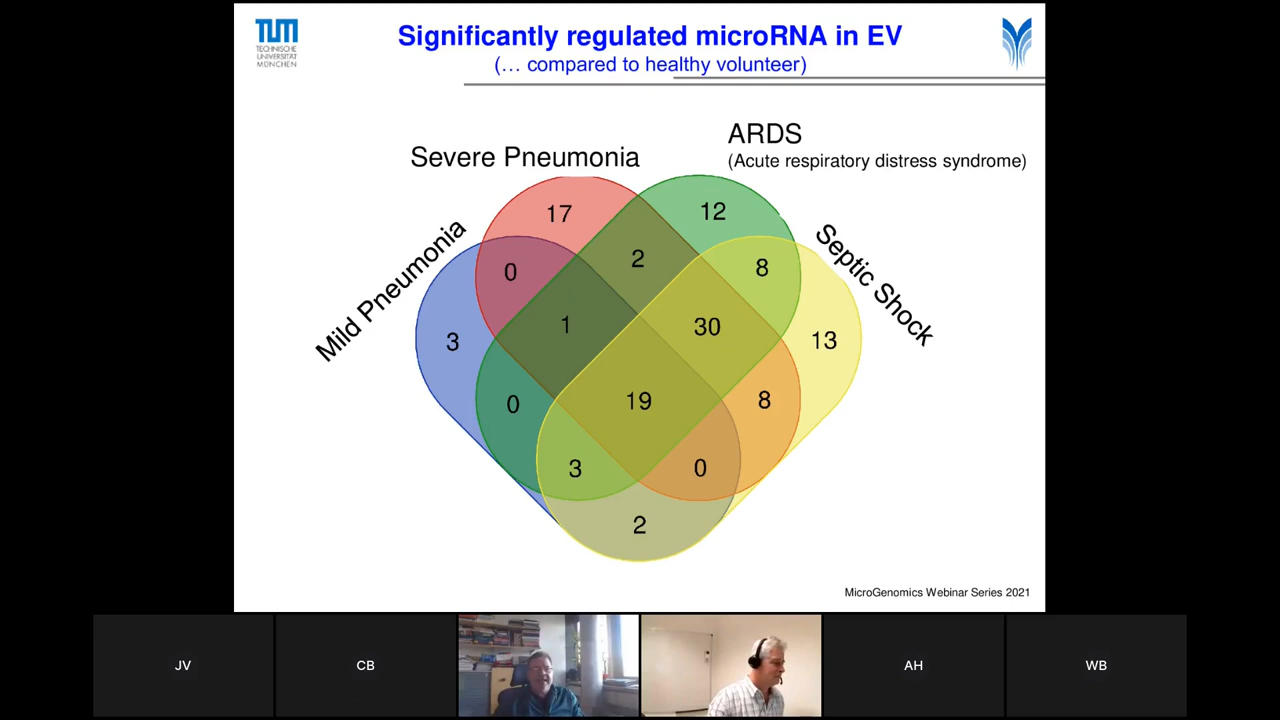 TUM
TECHNISCHE
UNIVERSITÄT
MÜNCHEN
Significantly regulated microRNA in EV
(... compared to healthy volunteer)
ARDS
(Acute respiratory distress syndrome)
Severe Pneumonia
Mild Pneumonia
Septic Shock
17
12
0
2
8
3
1
30
13
0
19
8
3
0
2
MicroGenomics Webinar Series 2021
JV
CB
AH
WB